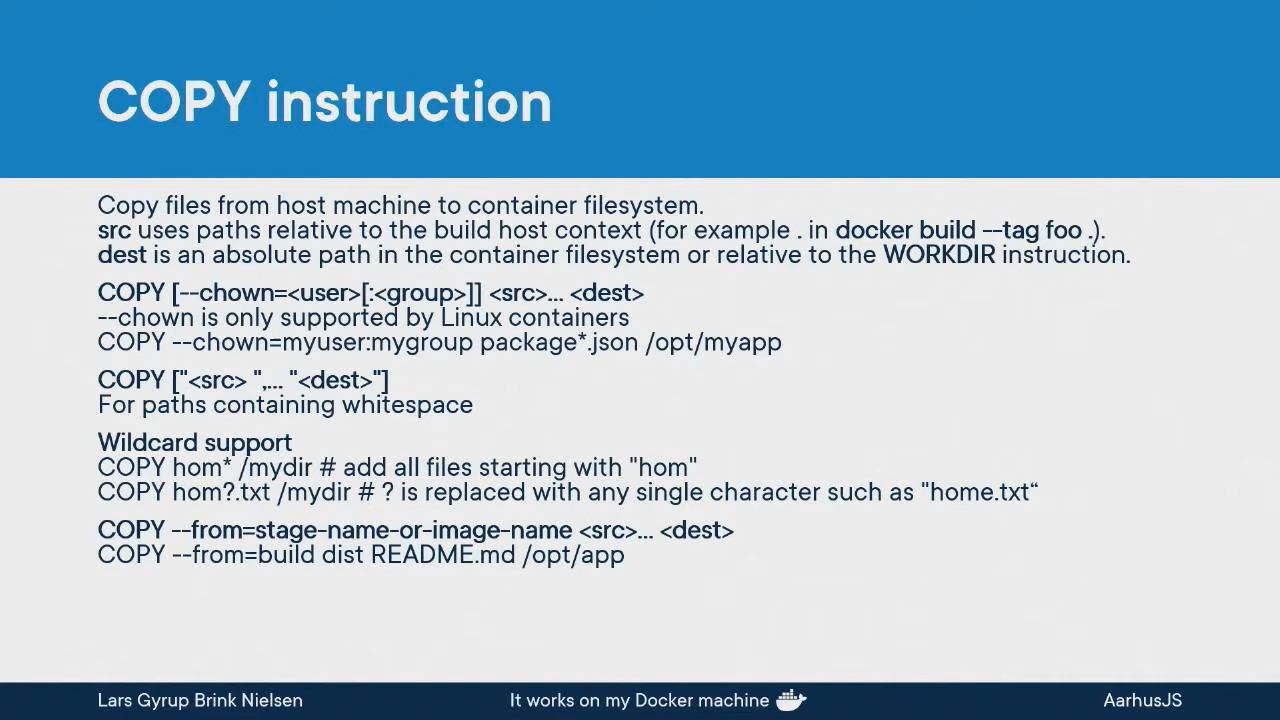 COPY instruction
Copy files from host machine to container filesystem.
src uses paths relative to the build host context (for example . in docker build --tag foo .).
dest is an absolute path in the container filesystem or relative to the WORKDIR instruction.
COPY [--chown=<user>[:<group>]] <src>... <dest>
--chown is only supported by Linux containers
COPY --chown=myuser:mygroup package*.json /opt/myapp
COPY ["<src> ",... "<dest>"]
For paths containing whitespace
Wildcard support
COPY hom* /mydir # add all files starting with "hom"
COPY hom?.txt /mydir # ? is replaced with any single character such as "home.txt“
COPY --from=stage-name-or-image-name <src>... <dest>
COPY --from=build dist README.md /opt/app
Lars Gyrup Brink Nielsen
It works on my Docker machine
AarhusJS